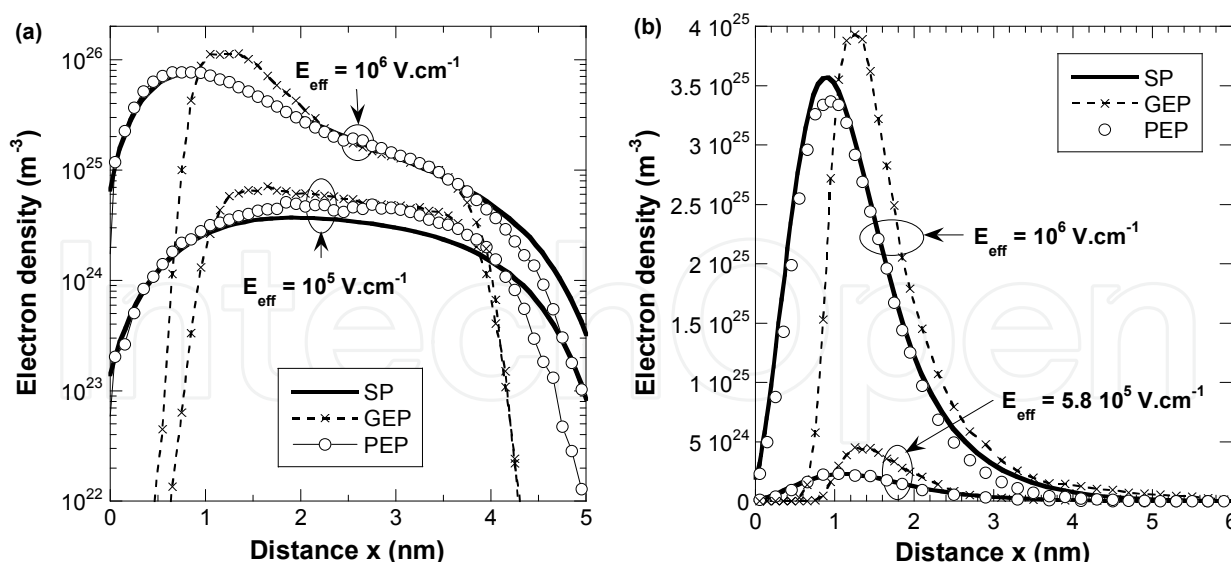 (a)
10^26
10^25
10^24
10^23
10^22
Electron density (m^-3)
E_eff = 10^6 V.cm^-1
E_eff = 10^5 V.cm^-1
SP
GEP
PEP
0 1 2 3 4 5
Distance x (nm)
(b)
4 10^25
3.5 10^25
3 10^25
2.5 10^25
2 10^25
3.5 10^25
1 10^25
5 10^24
0
Electron density (m^-3)
SP
GEP
PEP
E_eff = 10^6 V.cm^-1
E_eff = 5.8 10^5 V.cm^-1
0 1 2 3 4 5 6
Distance x (nm)
IntechOpen